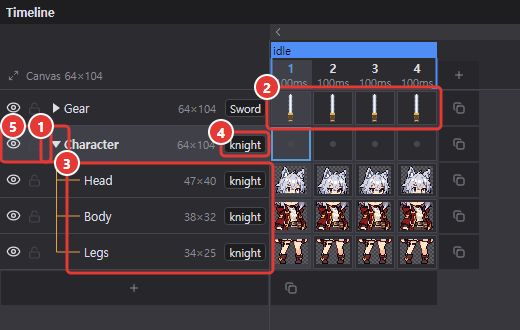 Timeline
idle
Canvas 64×104
1 2 3 4
100ms 100ms 100ms 100ms
2
Gear 64×104 Sword
5 1 4
Character 64×104 knight
3
Head 47×40 knight
Body 38×32 knight
Legs 34×25 knight